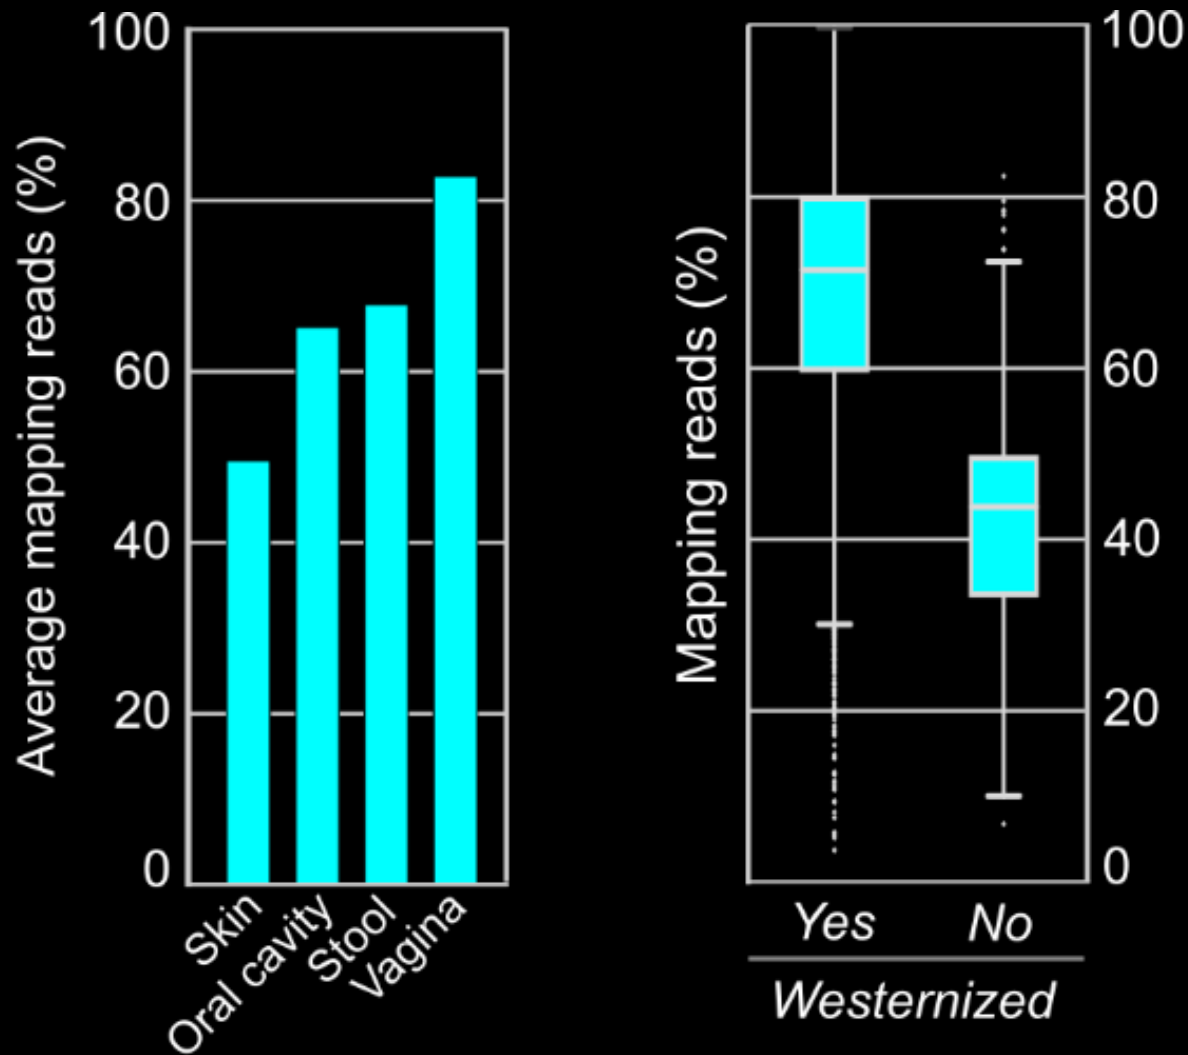 Average mapping reads (%)
100
80
60
40
20
0
Skin
Oral cavity
Stool
Vagina
Mapping reads (%)
100
80
60
40
20
0
Yes
No
Westernized